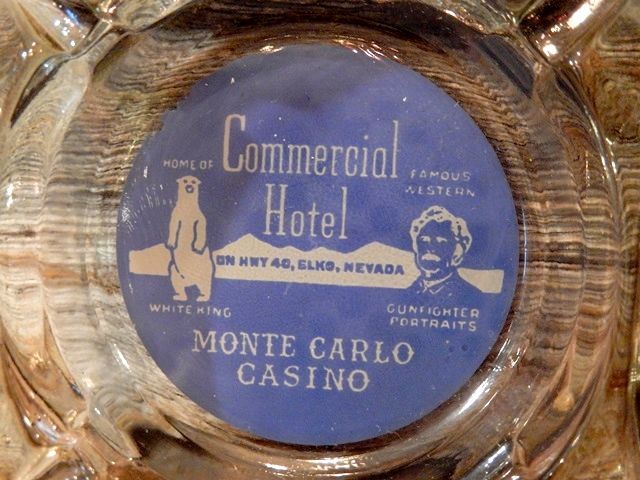 HOME OF
Commercial
Hotel
FAMOUS
WESTERN
ON HWY 40, ELKO, NEVADA
WHITE KING
GUNFIGHTER
PORTRAITS
MONTE CARLO
CASINO